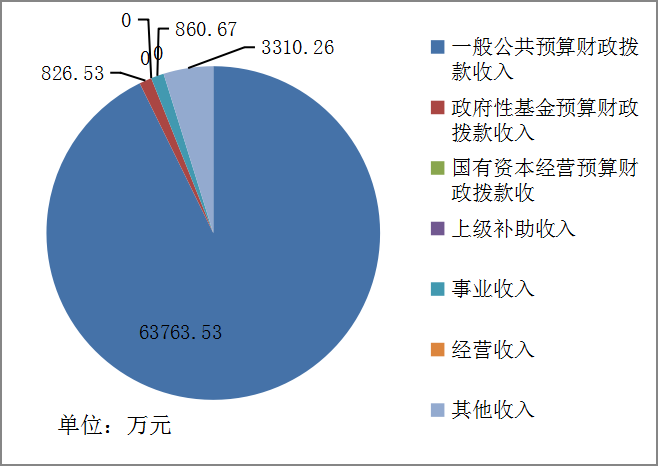 0
860.67
3310.26
0
0
826.53
63763.53
单位：万元
一般公共预算财政拨
款收入
政府性基金预算财政
拨款收入
国有资本经营预算财
政拨款收
上级补助收入
事业收入
经营收入
其他收入